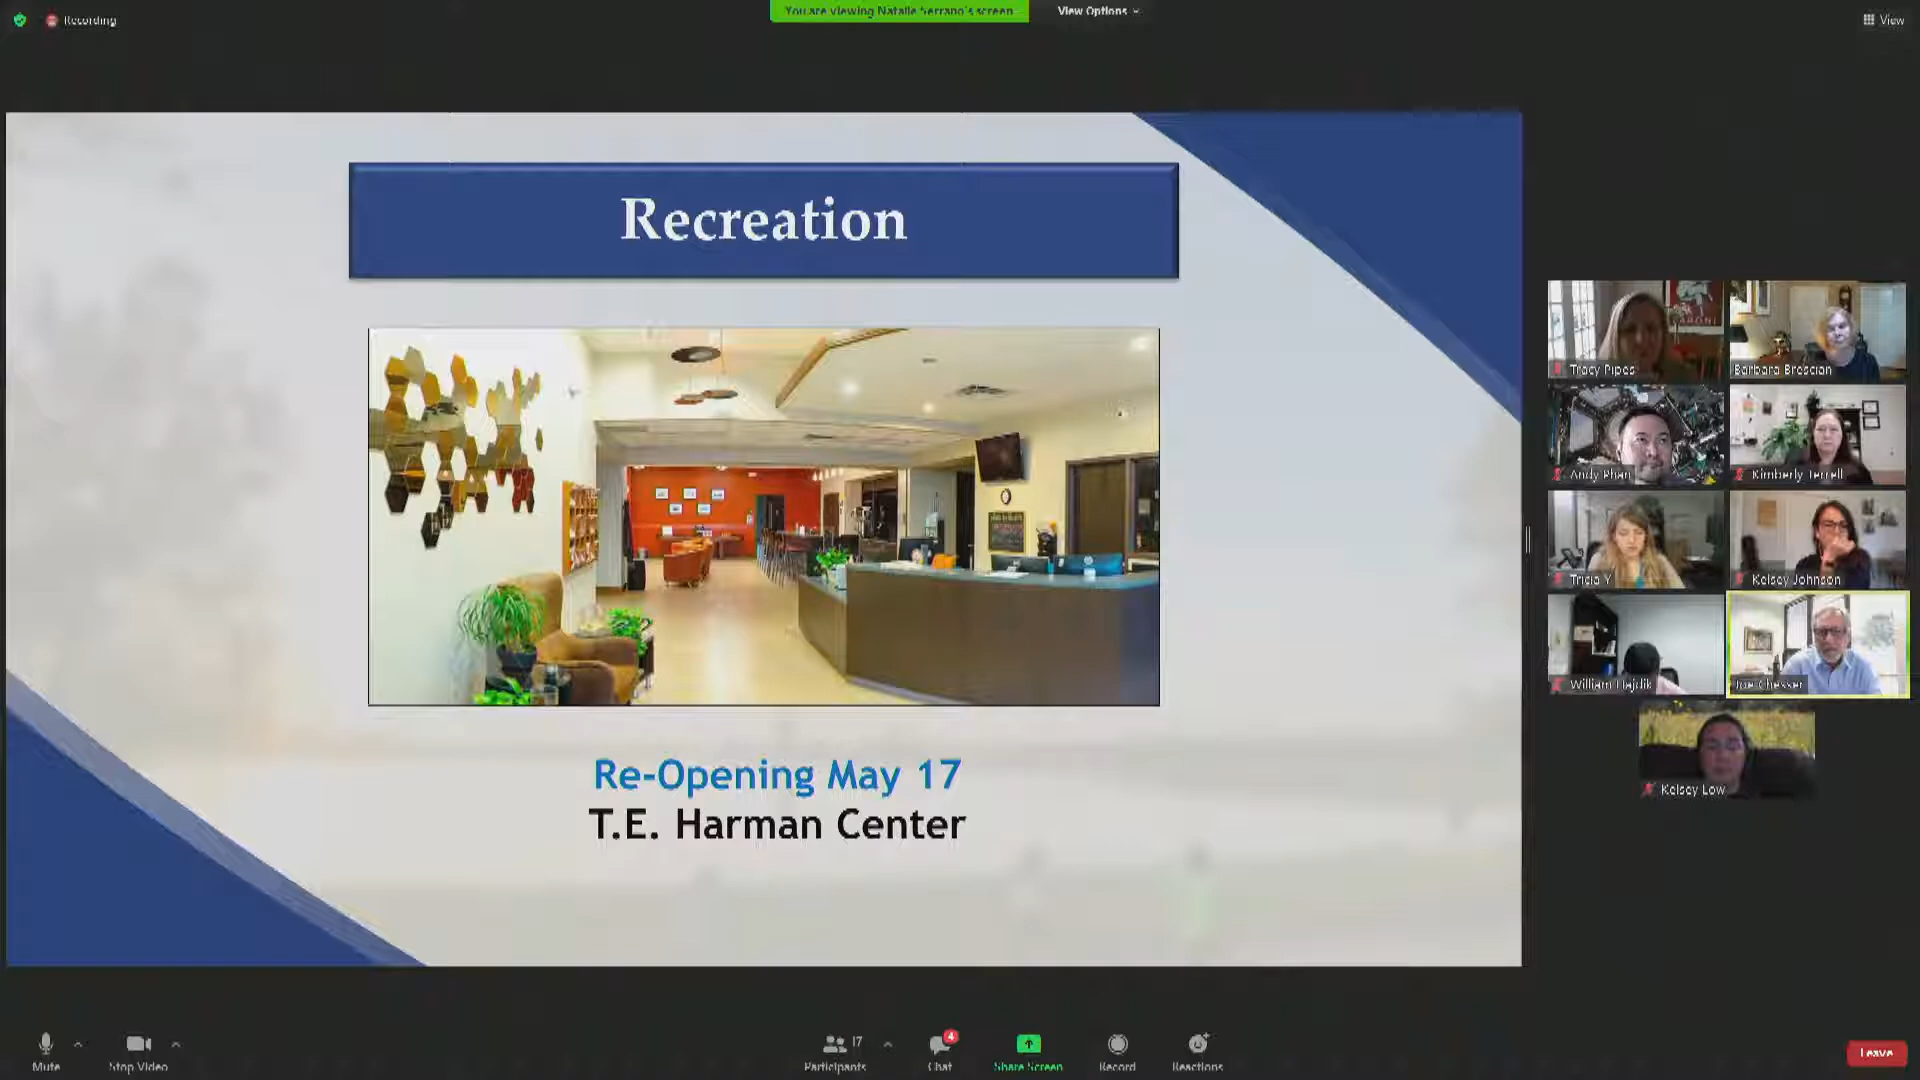 Recording
You are viewing Natalie Serrano's screen
View Options
View
Recreation
Re-Opening May 17
T.E. Harman Center
Tracy Pipes
Barbara Brescian
Andy Phan
Kimberly Terrell
Tricia Y
Kelsey Johnson
William Hajdik
Joe Chesser
Kelsey Low
Mute
Stop Video
17
Participants
4
Chat
Share Screen
Record
Reactions
Leave